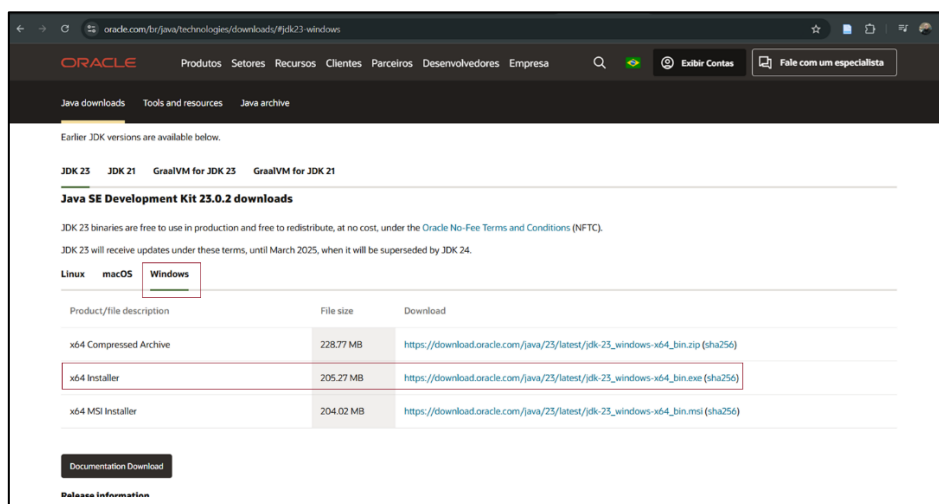 oracle.com/br/java/technologies/downloads/#jdk23-windows
ORACLE Produtos Setores Recursos Clientes Parceiros Desenvolvedores Empresa Exibir Contas Fale com um especialista
Java downloads Tools and resources Java archive
Earlier JDK versions are available below.
JDK 23 JDK 21 GraalVM for JDK 23 GraalVM for JDK 21
Java SE Development Kit 23.0.2 downloads
JDK 23 binaries are free to use in production and free to redistribute, at no cost, under the Oracle No-Fee Terms and Conditions (NFTC).
JDK 23 will receive updates under these terms, until March 2025, when it will be superseded by JDK 24.
Linux macOS Windows
Product/file description File size Download
x64 Compressed Archive 228.77 MB https://download.oracle.com/java/23/latest/jdk-23_windows-x64_bin.zip (sha256)
x64 Installer 205.27 MB https://download.oracle.com/java/23/latest/jdk-23_windows-x64_bin.exe (sha256)
x64 MSI Installer 204.02 MB https://download.oracle.com/java/23/latest/jdk-23_windows-x64_bin.msi (sha256)
Documentation Download
Release information